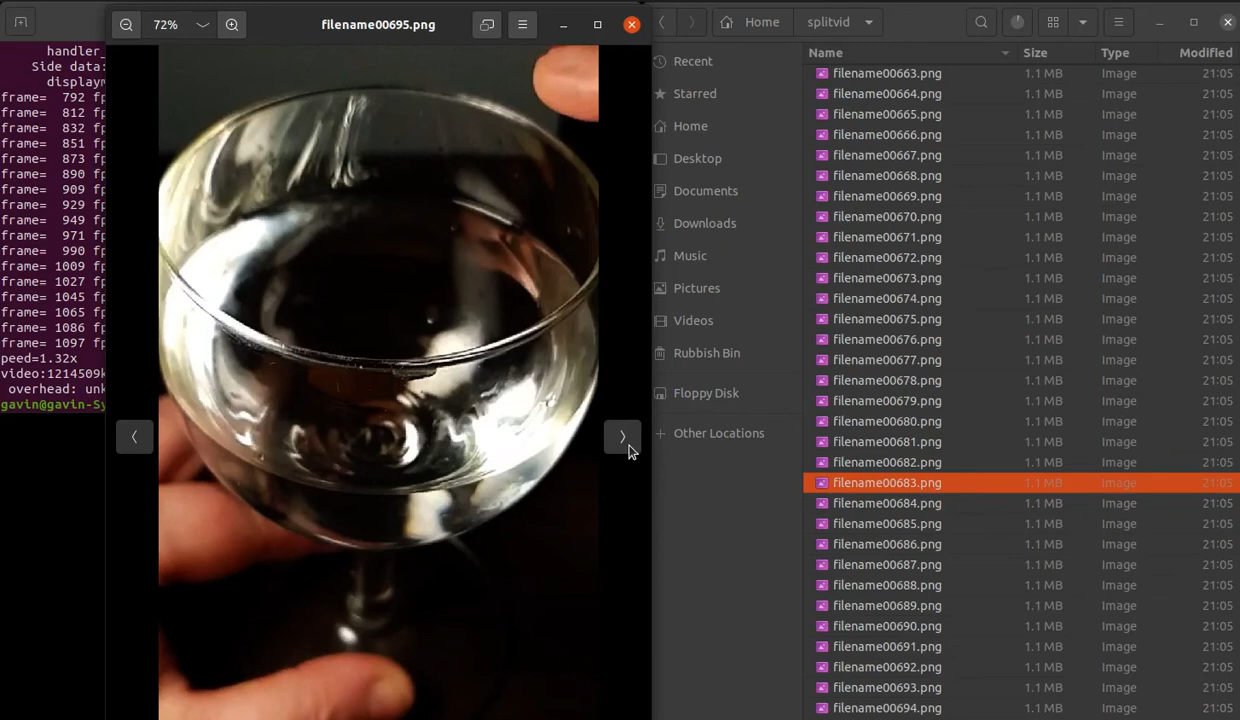 handler_
Side data:
displaym
frame= 792 fp
frame= 812 fp
frame= 832 fp
frame= 851 fp
frame= 873 fp
frame= 890 fp
frame= 909 fp
frame= 929 fp
frame= 949 fp
frame= 971 fp
frame= 990 fp
frame= 1009 fp
frame= 1027 fp
frame= 1045 fp
frame= 1065 fp
frame= 1086 fp
frame= 1097 fp
peed=1.32x
video:1214509k
overhead: unk
gavin@gavin-Sy
72%
filename00695.png
Home splitvid
Recent
Starred
Home
Desktop
Documents
Downloads
Music
Pictures
Videos
Rubbish Bin
Floppy Disk
+ Other Locations
Name Size Type Modified
filename00663.png 1.1 MB Image 21:05
filename00664.png 1.1 MB Image 21:05
filename00665.png 1.1 MB Image 21:05
filename00666.png 1.1 MB Image 21:05
filename00667.png 1.1 MB Image 21:05
filename00668.png 1.1 MB Image 21:05
filename00669.png 1.1 MB Image 21:05
filename00670.png 1.1 MB Image 21:05
filename00671.png 1.1 MB Image 21:05
filename00672.png 1.1 MB Image 21:05
filename00673.png 1.1 MB Image 21:05
filename00674.png 1.1 MB Image 21:05
filename00675.png 1.1 MB Image 21:05
filename00676.png 1.1 MB Image 21:05
filename00677.png 1.1 MB Image 21:05
filename00678.png 1.1 MB Image 21:05
filename00679.png 1.1 MB Image 21:05
filename00680.png 1.1 MB Image 21:05
filename00681.png 1.1 MB Image 21:05
filename00682.png 1.1 MB Image 21:05
filename00683.png 1.1 MB Image 21:05
filename00684.png 1.1 MB Image 21:05
filename00685.png 1.1 MB Image 21:05
filename00686.png 1.1 MB Image 21:05
filename00687.png 1.1 MB Image 21:05
filename00688.png 1.1 MB Image 21:05
filename00689.png 1.1 MB Image 21:05
filename00690.png 1.1 MB Image 21:05
filename00691.png 1.1 MB Image 21:05
filename00692.png 1.1 MB Image 21:05
filename00693.png 1.1 MB Image 21:05
filename00694.png 1.1 MB Image 21:05